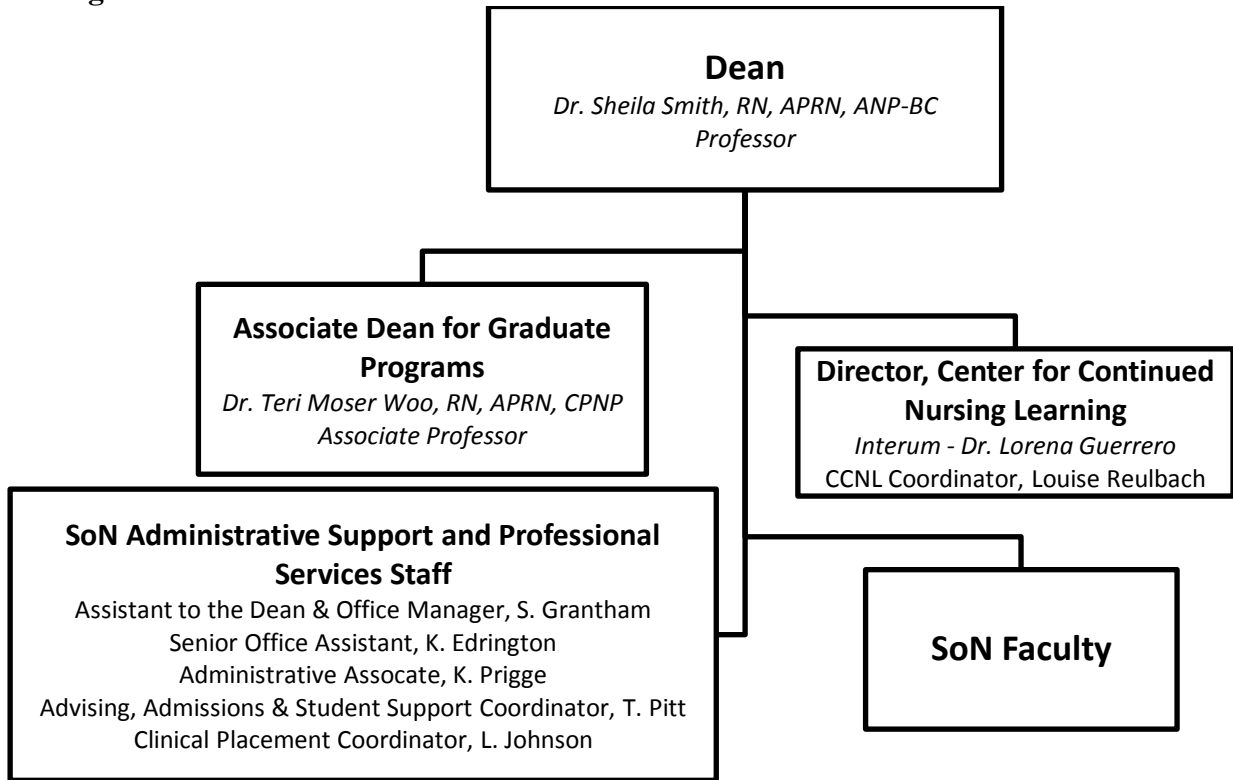 Dean
Dr. Sheila Smith, RN, APRN, ANP-BC
Professor
Associate Dean for Graduate
Programs
Dr. Teri Moser Woo, RN, APRN, CPNP
Associate Professor
Director, Center for Continued
Nursing Learning
Interum - Dr. Lorena Guerrero
CCNL Coordinator, Louise Reulbach
SoN Administrative Support and Professional
Services Staff
Assistant to the Dean & Office Manager, S. Grantham
Senior Office Assistant, K. Edrington
Administrative Assocate, K. Prigge
Advising, Admissions & Student Support Coordinator, T. Pitt
Clinical Placement Coordinator, L. Johnson
SoN Faculty